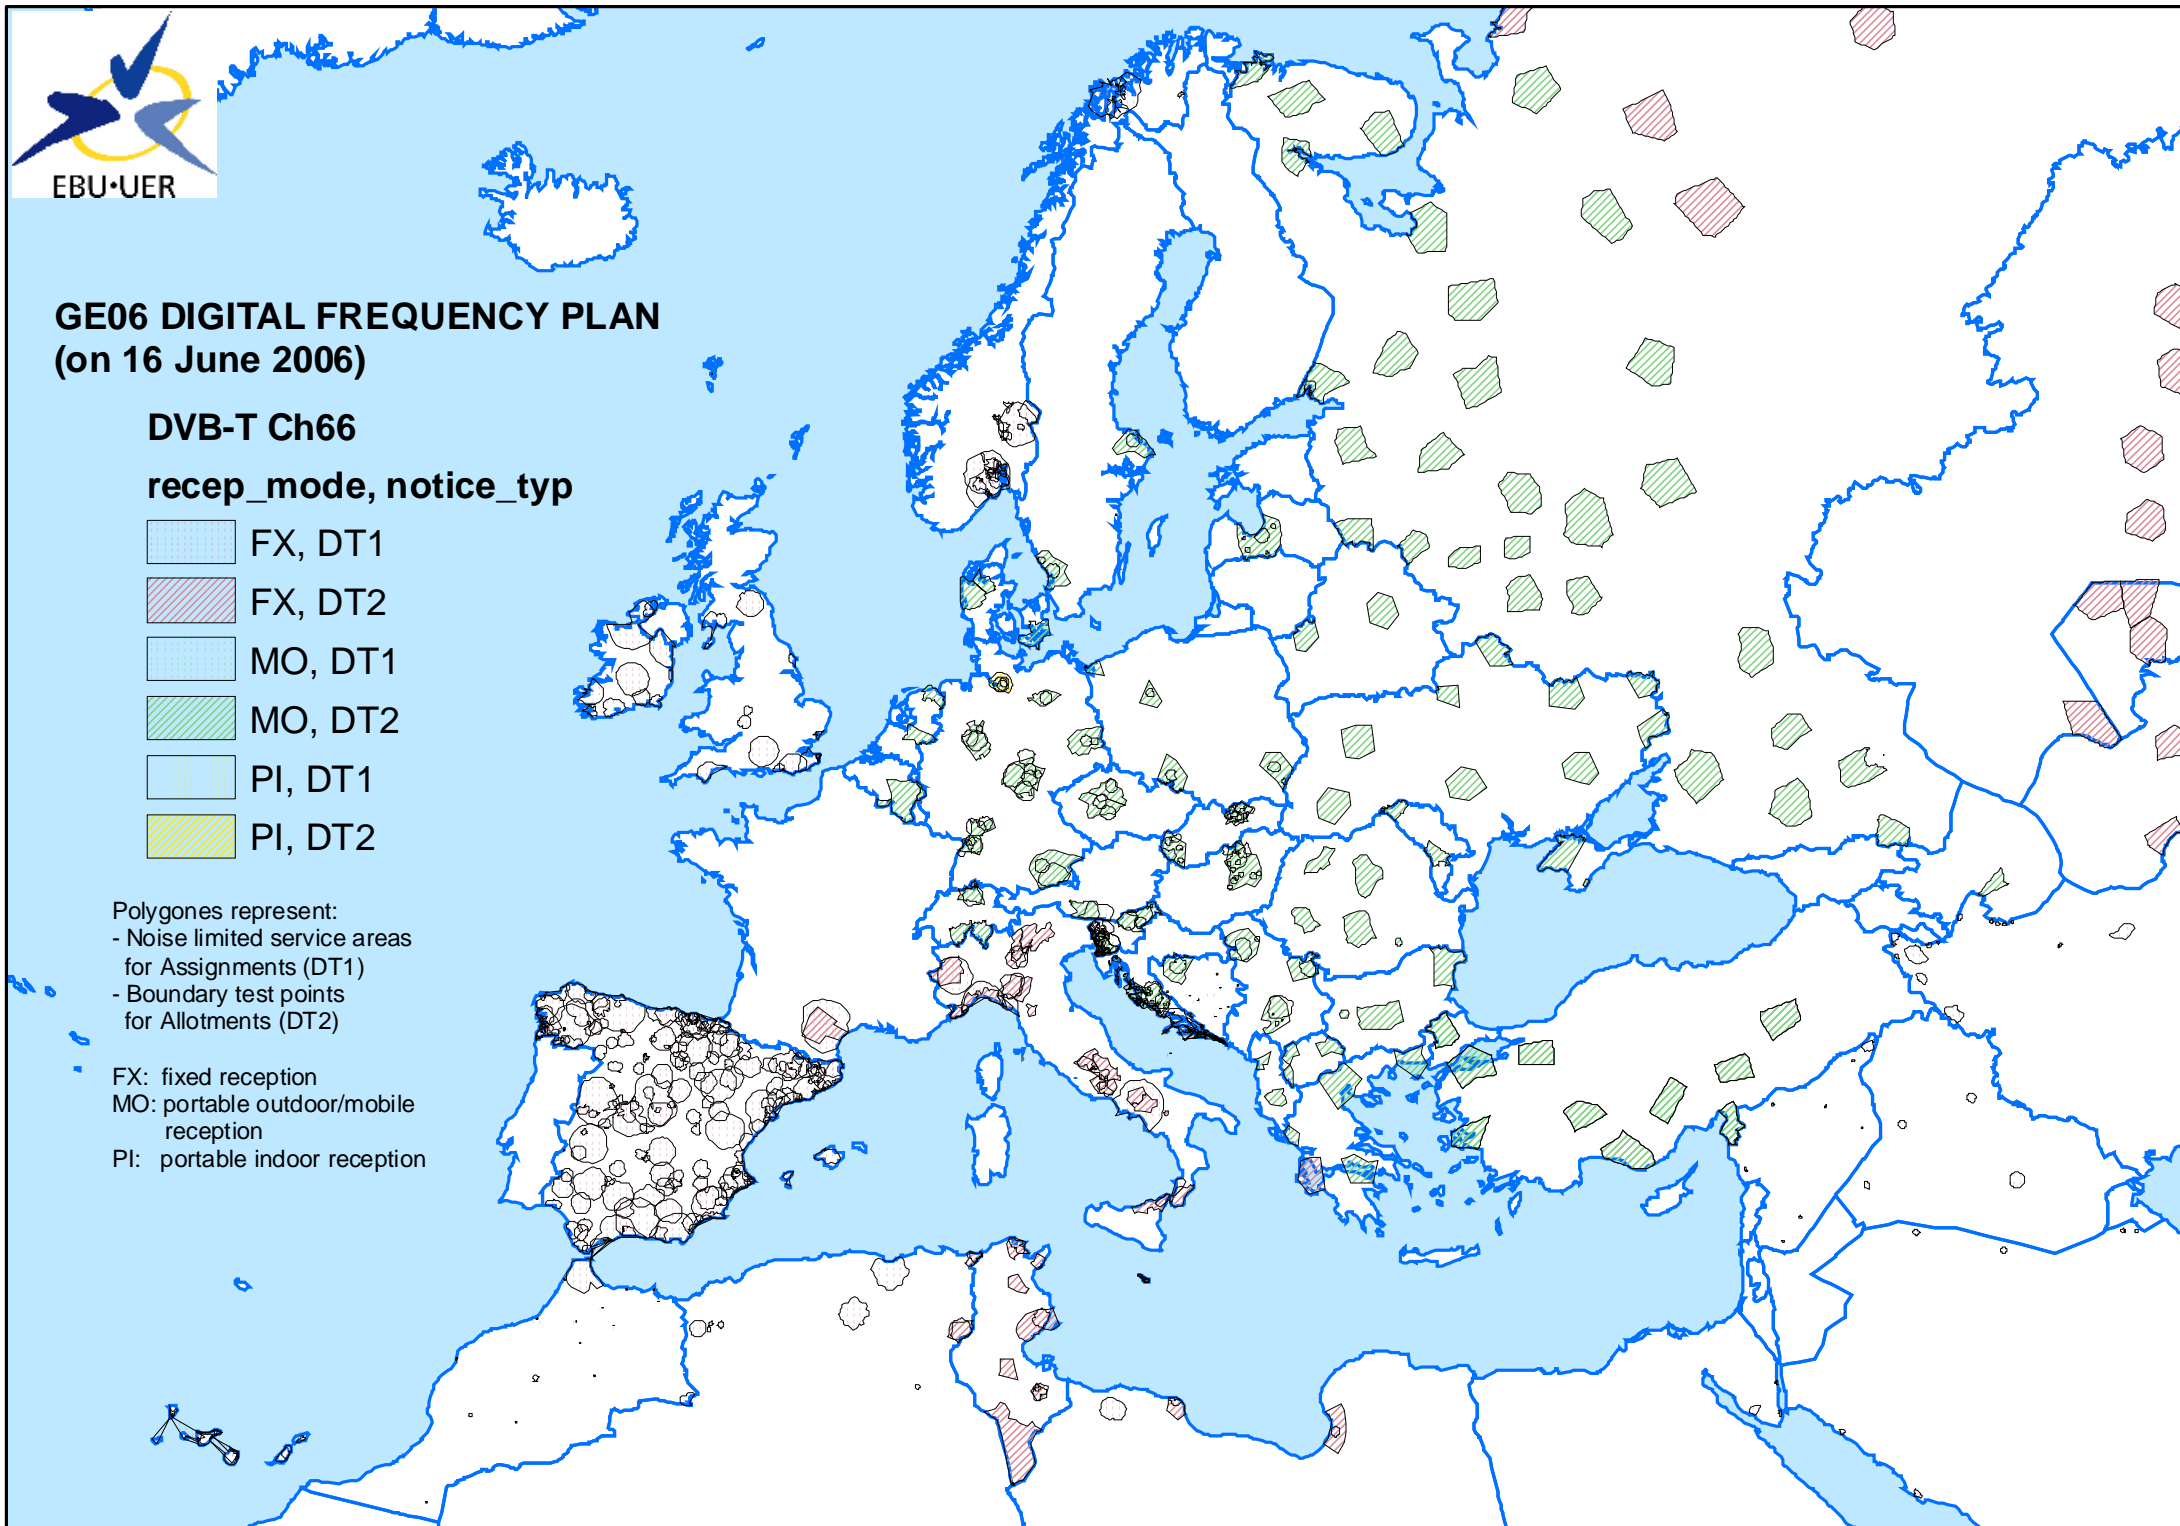 EBU•UER
GE06 DIGITAL FREQUENCY PLAN
(on 16 June 2006)
DVB-T Ch66
recep_mode, notice_typ
FX, DT1
FX, DT2
MO, DT1
MO, DT2
PI, DT1
PI, DT2
Polygones represent:
- Noise limited service areas
for Assignments (DT1)
- Boundary test points
for Allotments (DT2)
FX: fixed reception
MO: portable outdoor/mobile
reception
PI: portable indoor reception